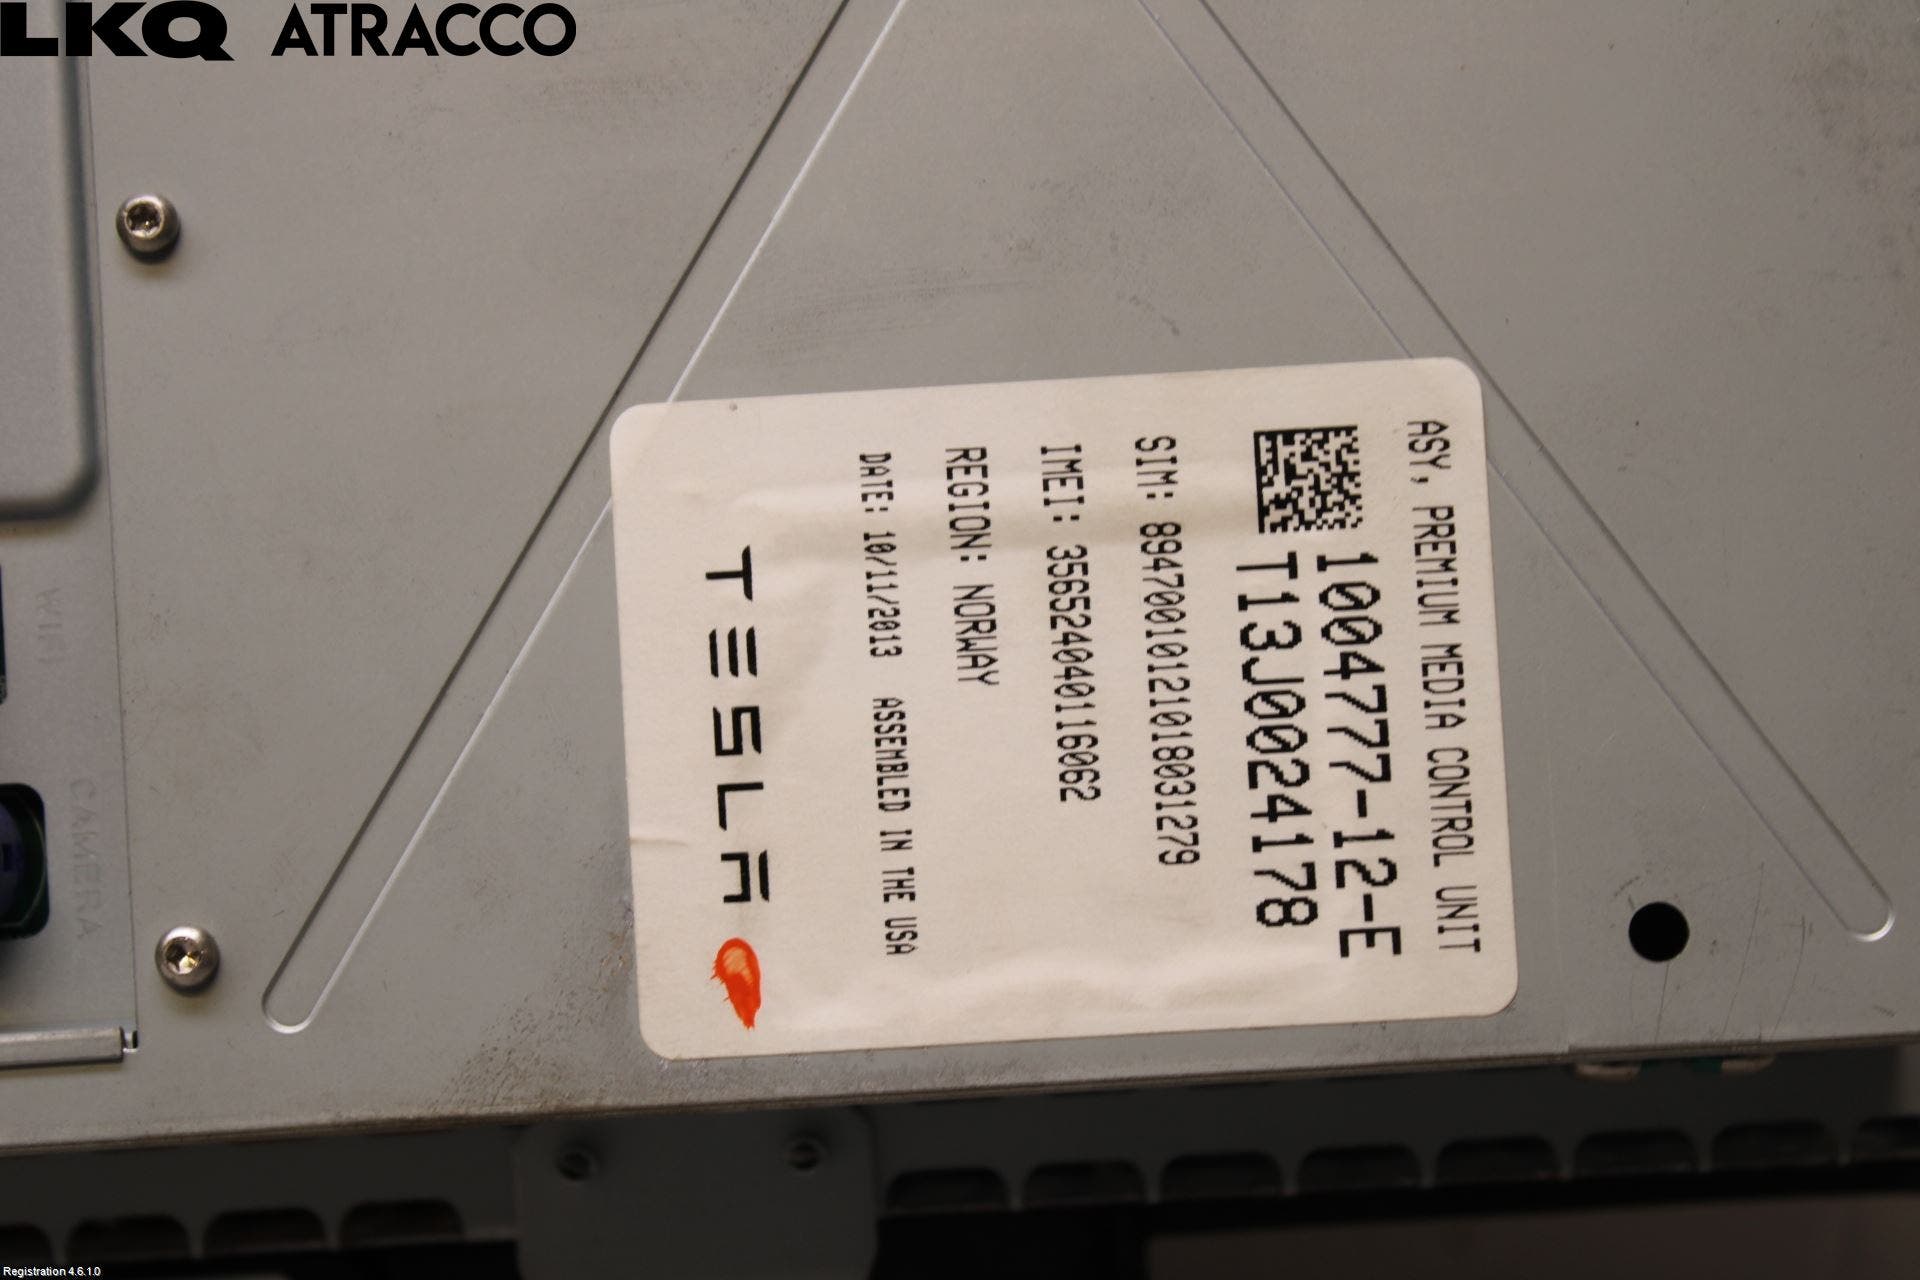 LKQ ATRACCO
ASY, PREMIUM MEDIA CONTROL UNIT
1004777-12-E
T13J0024178
SIM: 89470010121018031279
IMEI: 356524040116062
REGION: NORWAY
DATE: 10/11/2013 ASSEMBLED IN THE USA
TESLA
WIFI
CAMERA
Registration 4.6.1.0